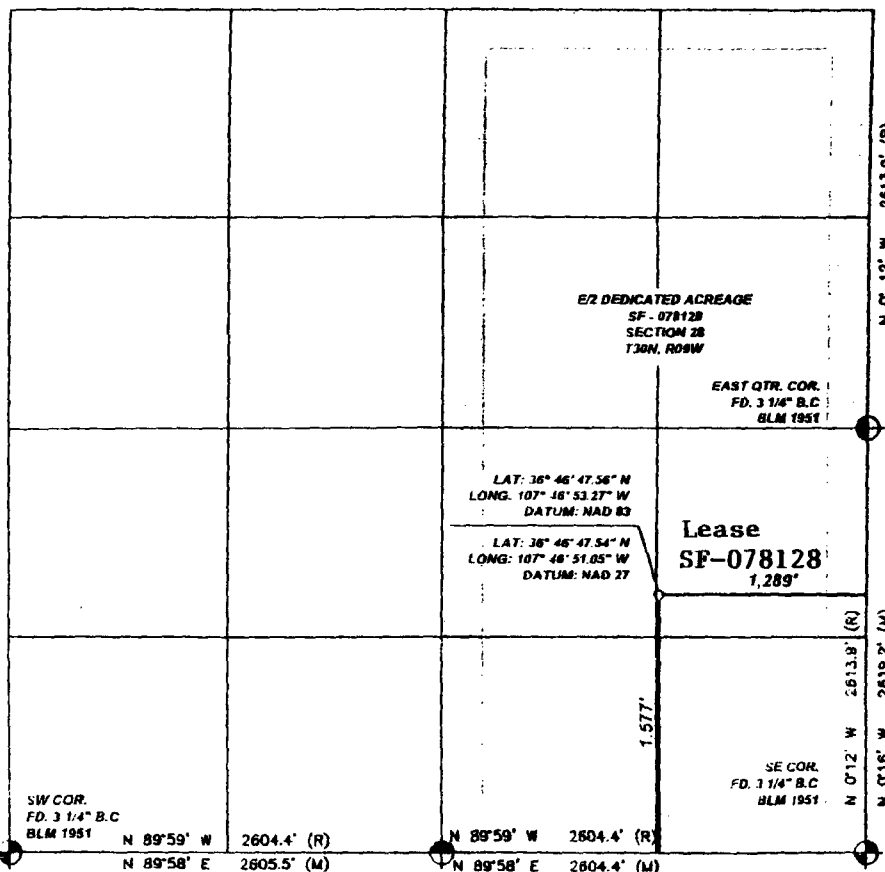 E/2 DEDICATED ACREAGE
SF - 078128
SECTION 28
T30N, R09W
EAST QTR. COR.
FD. 3 1/4" B.C
BLM 1951
LAT: 36° 46' 47.56" N
LONG: 107° 46' 53.27" W
DATUM: NAD 83
LAT: 36° 46' 47.54" N
LONG: 107° 46' 51.05" W
DATUM: NAD 27
Lease
SF-078128
1,289'
1,577'
N 0°12' W 2613.9' (R)
SE COR.
FD. 3 1/4" B.C
BLM 1951
SW COR.
FD. 3 1/4" B.C
BLM 1951
N 89°59' W 2604.4' (R)
N 89°58' E 2605.5' (M)
N 89°59' W 2604.4' (R)
N 89°58' E 2604.4' (M)
N 0°16' W